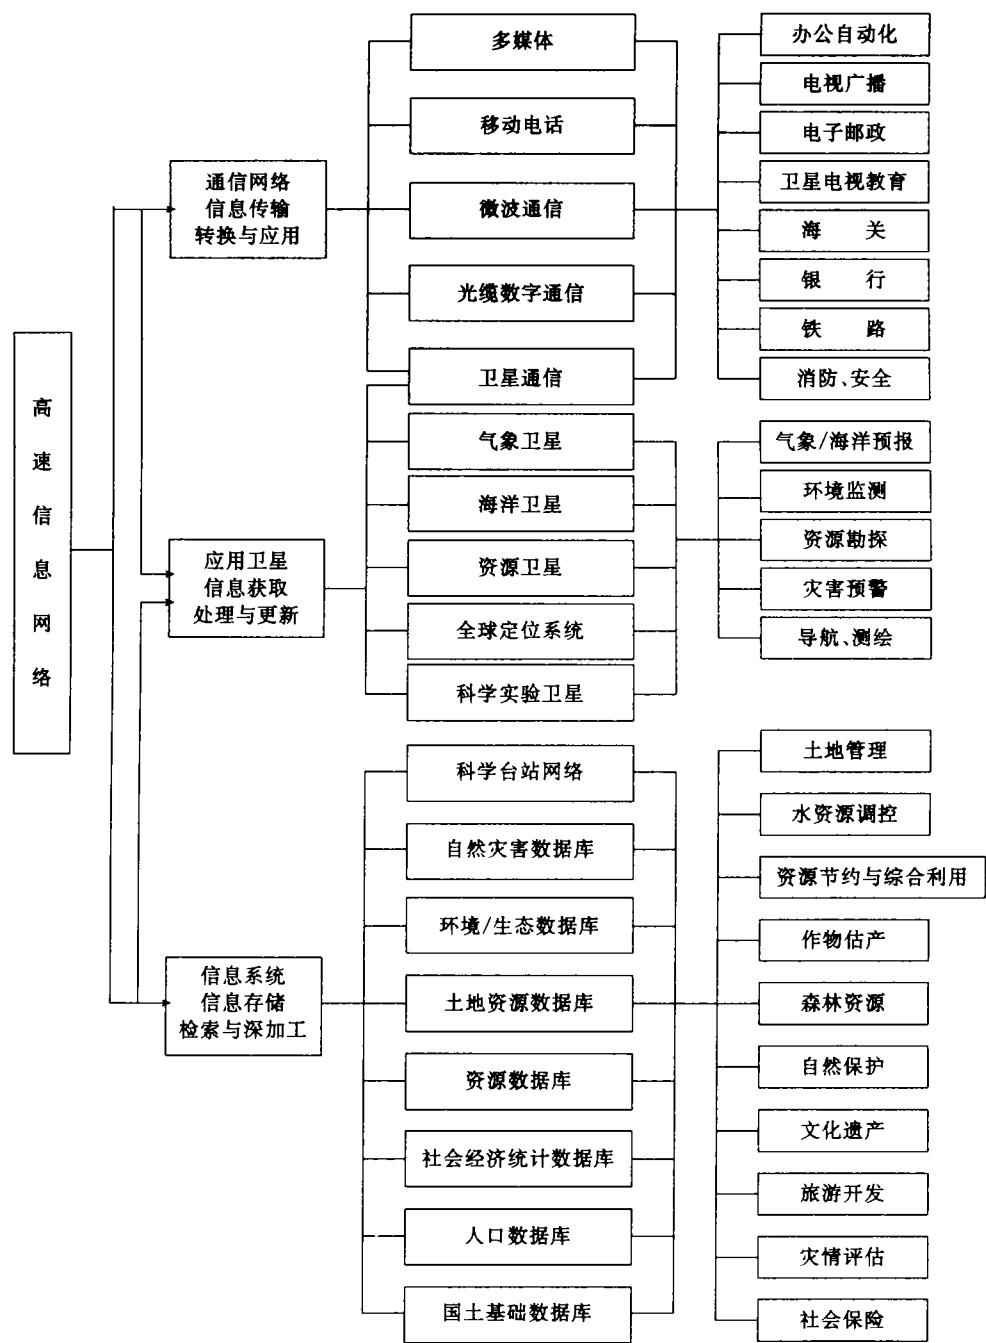 高
速
信
息
网
络
通信网络
信息传输
转换与应用
应用卫星
信息获取
处理与更新
信息系统
信息存储
检索与深加工
多媒体
移动电话
微波通信
光缆数字通信
卫星通信
气象卫星
海洋卫星
资源卫星
全球定位系统
科学实验卫星
科学台站网络
自然灾害数据库
环境/生态数据库
土地资源数据库
资源数据库
社会经济统计数据库
人口数据库
国土基础数据库
办公自动化
电视广播
电子邮政
卫星电视教育
海 关
银 行
铁 路
消防、安全
气象/海洋预报
环境监测
资源勘探
灾害预警
导航、测绘
土地管理
水资源调控
资源节约与综合利用
作物估产
森林资源
自然保护
文化遗产
旅游开发
灾情评估
社会保险